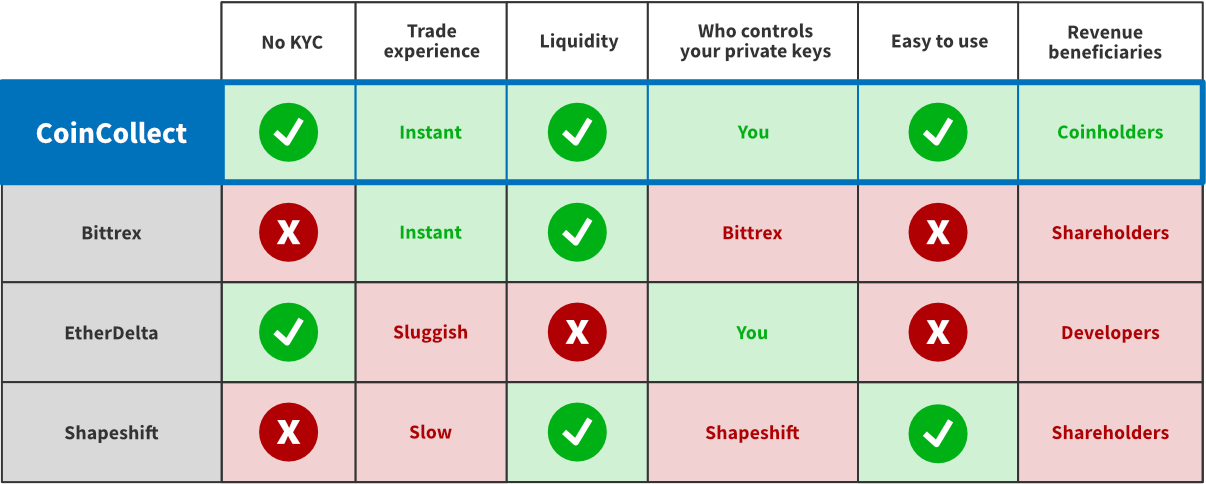 No KYC
Trade
experience
Liquidity
Who controls
your private keys
Easy to use
Revenue
beneficiaries
CoinCollect
Instant
You
Coinholders
Bittrex
Instant
Bittrex
Shareholders
EtherDelta
Sluggish
You
Developers
Shapeshift
Slow
Shapeshift
Shareholders